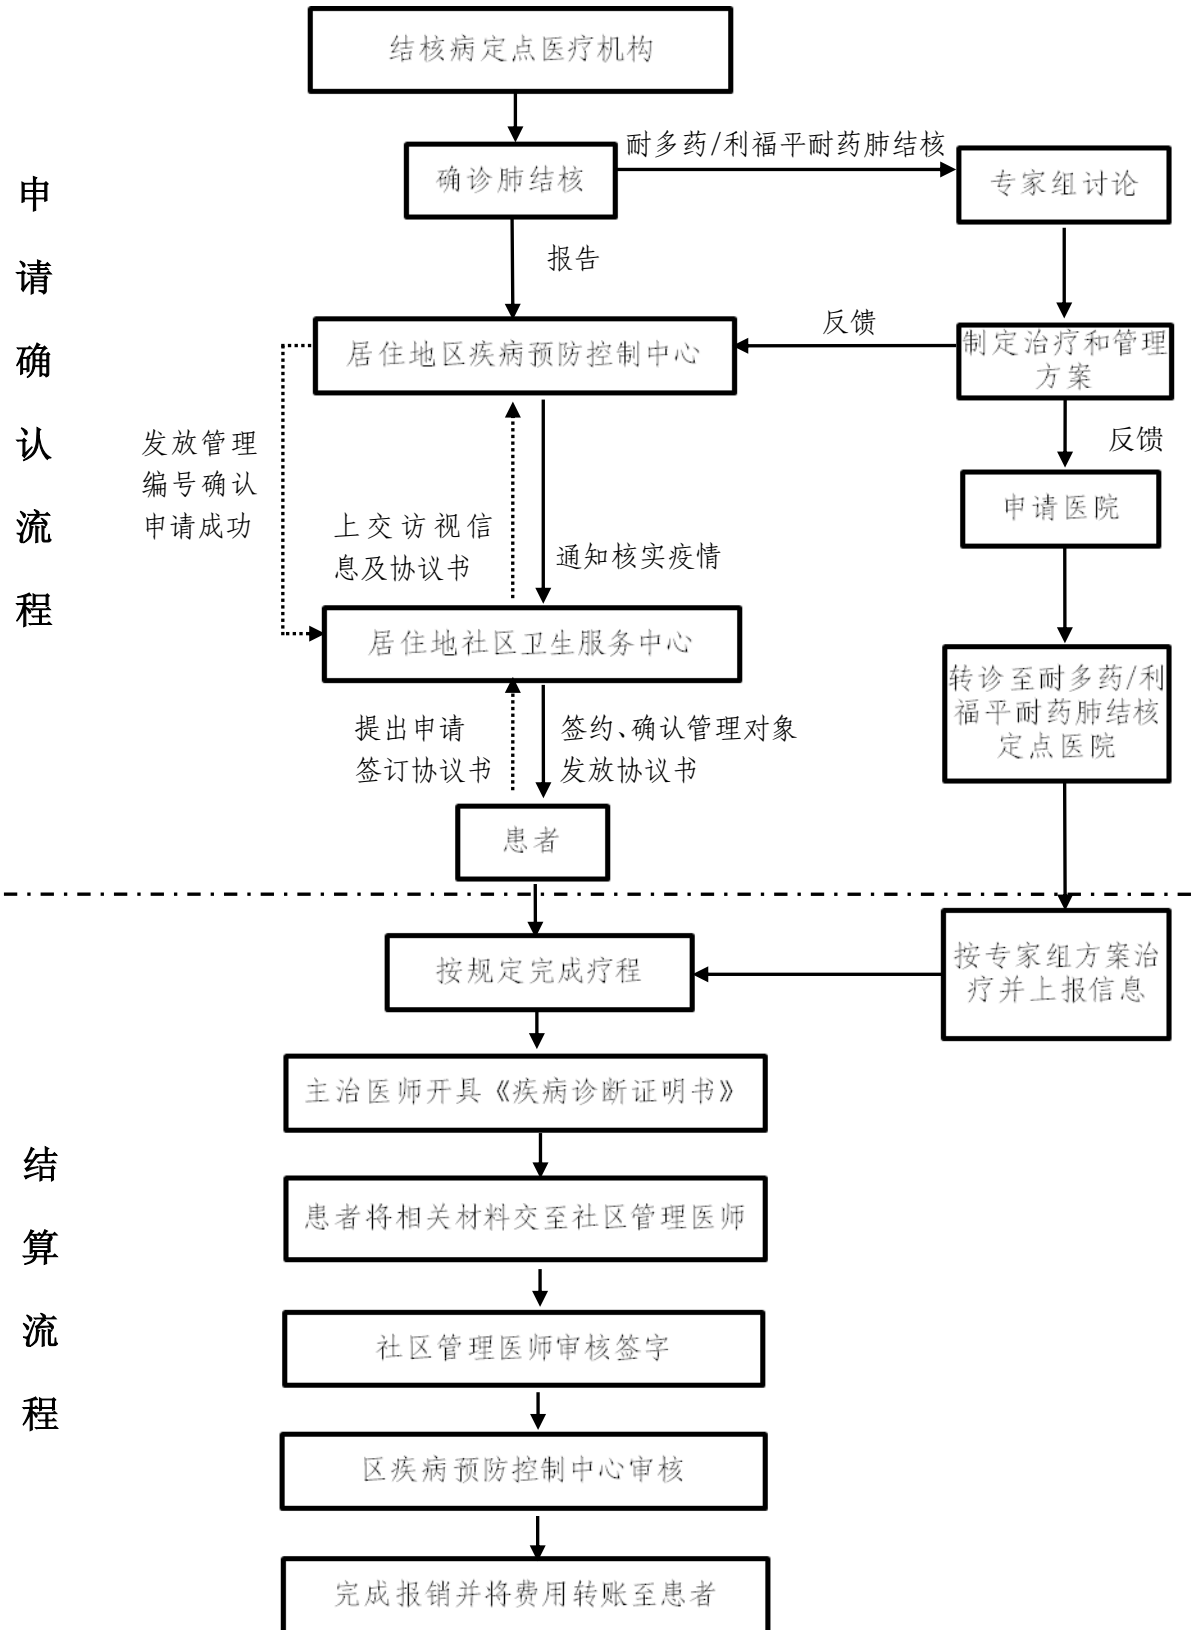 申请确认流程
结核病定点医疗机构
确诊肺结核
耐多药/利福平耐药肺结核
专家组讨论
报告
居住地区疾病预防控制中心
反馈
制定治疗和管理
方案
反馈
申请医院
发放管理
编号确认
申请成功
上交访视信
息及协议书
通知核实疫情
居住地社区卫生服务中心
转诊至耐多药/利
福平耐药肺结核
定点医院
提出申请
签订协议书
签约、确认管理对象
发放协议书
患者
结算流程
按规定完成疗程
按专家组方案治
疗并上报信息
主治医师开具《疾病诊断证明书》
患者将相关材料交至社区管理医师
社区管理医师审核签字
区疾病预防控制中心审核
完成报销并将费用转账至患者